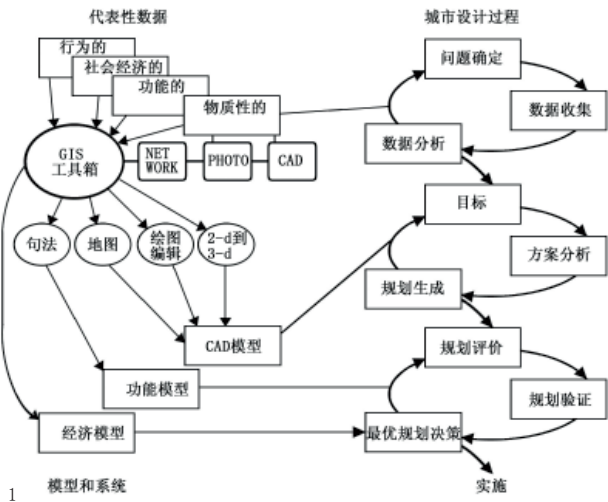 代表性数据
城市设计过程
行为的
社会经济的
功能的
物质性的
问题确定
数据收集
数据分析
GIS
工具箱
NET
WORK
PHOTO
CAD
目标
方案分析
规划生成
句法
地图
绘图
编辑
2-d到
3-d
CAD模型
规划评价
功能模型
规划验证
经济模型
最优规划决策
模型和系统
实施
1